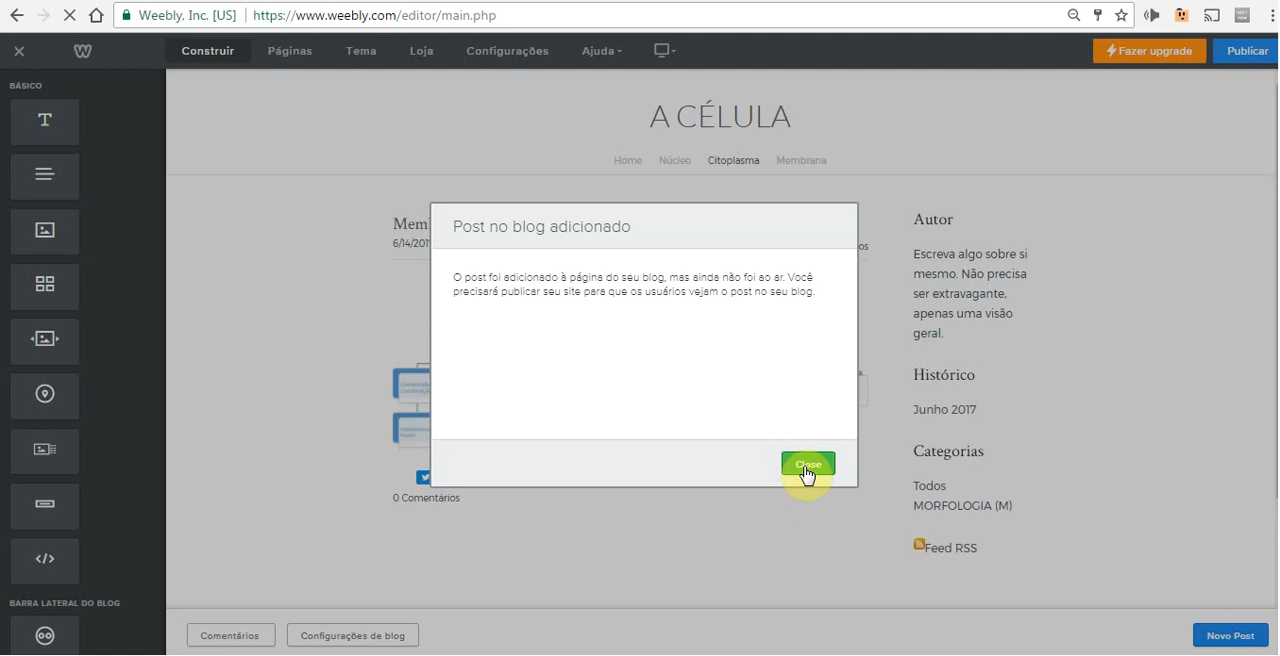 Weebly, Inc. [US] https://www.weebly.com/editor/main.php
Construir Páginas Tema Loja Configurações Ajuda Fazer upgrade Publicar
BÁSICO
A CÉLULA
Home Núcleo Citoplasma Membrana
Autor
Escreva algo sobre si
mesmo. Não precisa
ser extravagante,
apenas uma visão
geral.
Histórico
Junho 2017
Categorias
Todos
MORFOLOGIA (M)
Feed RSS
Post no blog adicionado
O post foi adicionado à página do seu blog, mas ainda não foi ao ar. Você
precisará publicar seu site para que os usuários vejam o post no seu blog.
Close
0 Comentários
BARRA LATERAL DO BLOG
Comentários Configurações de blog Novo Post